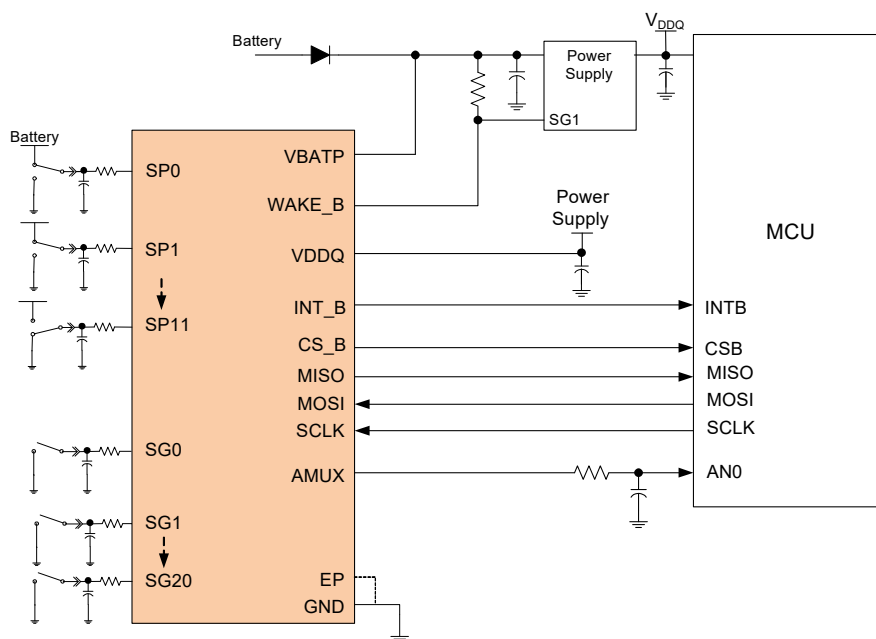 Battery
Power
Supply
SG1
VDDQ
Battery
SP0
SP1
SP11
SG0
SG1
SG20
VBATP
WAKE_B
VDDQ
INT_B
CS_B
MISO
MOSI
SCLK
AMUX
EP
GND
Power
Supply
MCU
INTB
CSB
MISO
MOSI
SCLK
AN0